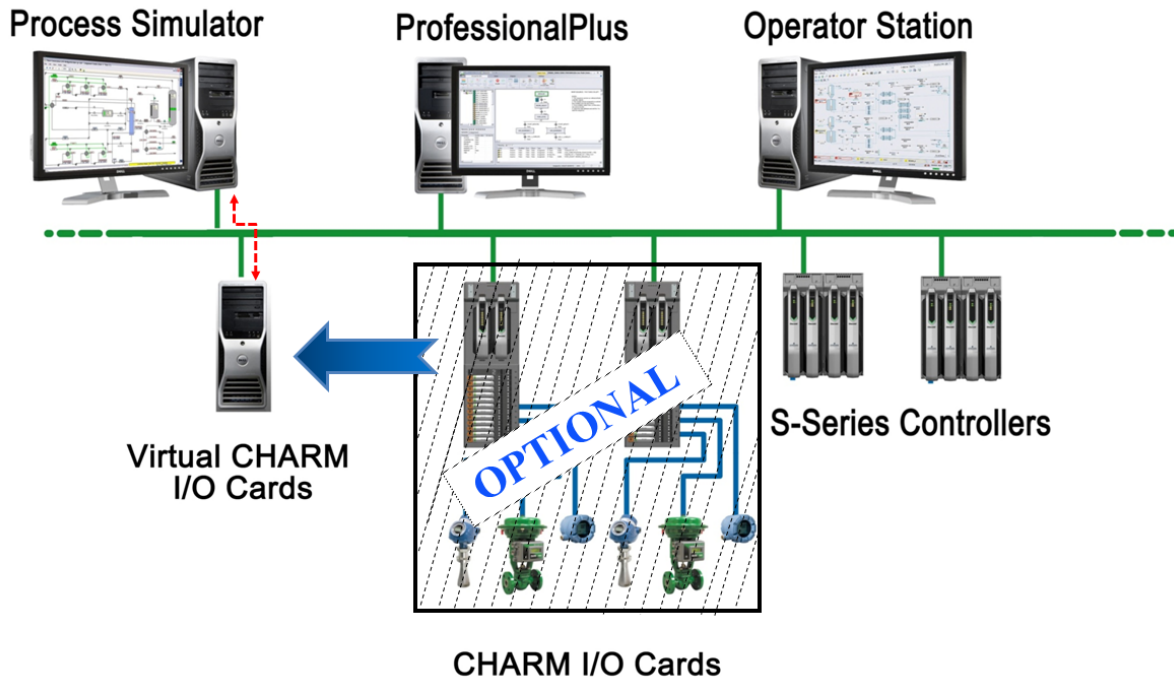 Process Simulator
ProfessionalPlus
Operator Station
OPTIONAL
S-Series Controllers
Virtual CHARM
I/O Cards
CHARM I/O Cards